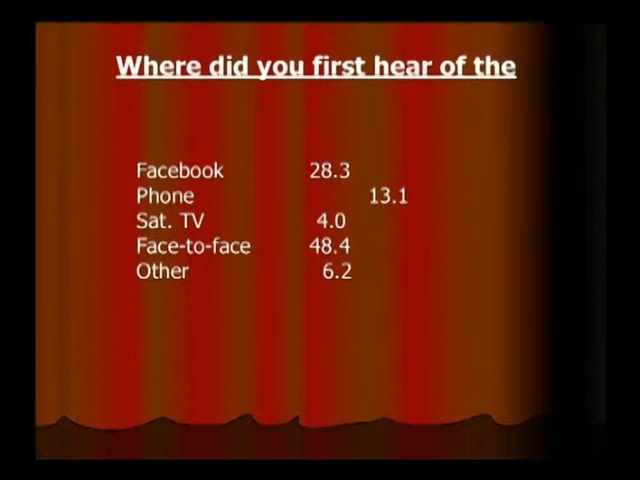 Where did you first hear of the
Facebook 28.3
Phone 13.1
Sat. TV 4.0
Face-to-face 48.4
Other 6.2